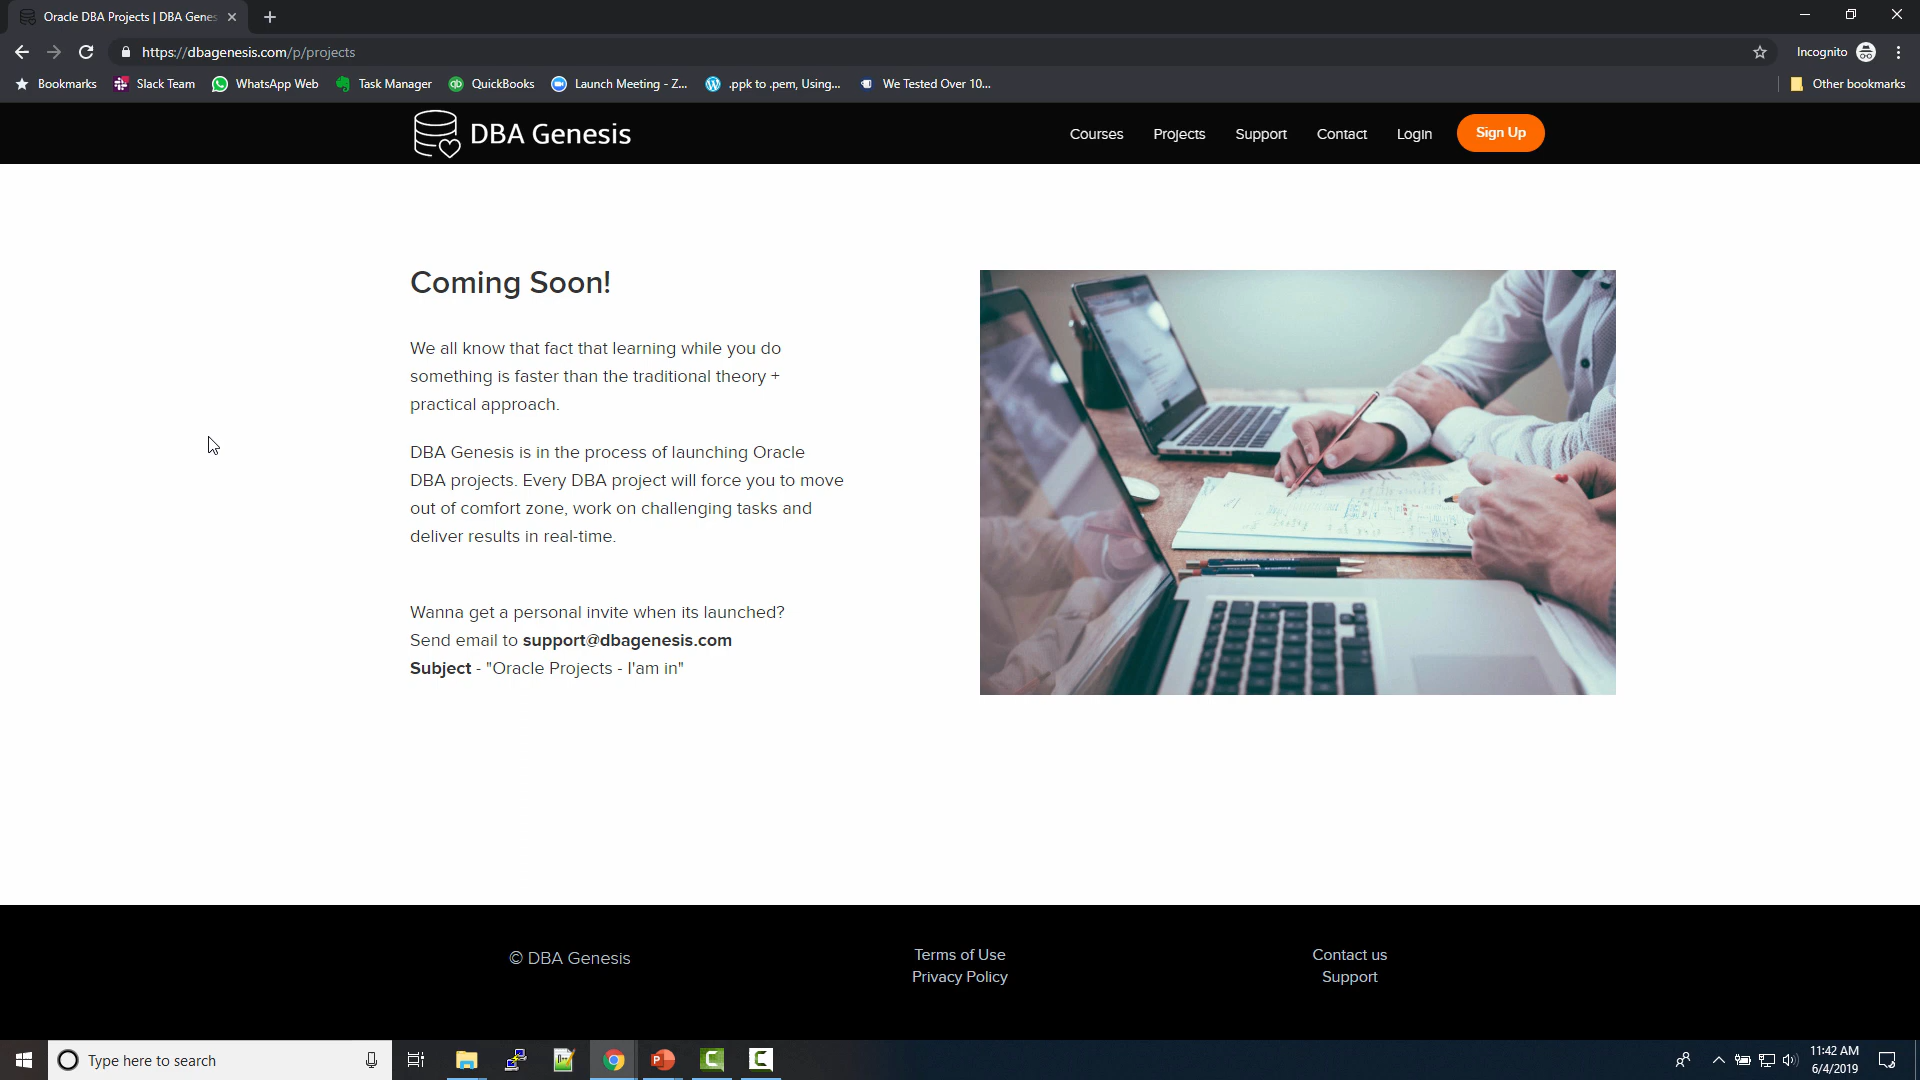 Oracle DBA Projects | DBA Genes
https://dbagenesis.com/p/projects
Incognito
Bookmarks
Slack Team
WhatsApp Web
Task Manager
QuickBooks
Launch Meeting - Z...
.ppk to .pem, Using...
We Tested Over 10...
Other bookmarks
DBA Genesis
Courses
Projects
Support
Contact
Login
Sign Up
Coming Soon!
We all know that fact that learning while you do
something is faster than the traditional theory +
practical approach.
DBA Genesis is in the process of launching Oracle
DBA projects. Every DBA project will force you to move
out of comfort zone, work on challenging tasks and
deliver results in real-time.
Wanna get a personal invite when its launched?
Send email to support@dbagenesis.com
Subject - "Oracle Projects - I'am in"
© DBA Genesis
Terms of Use
Privacy Policy
Contact us
Support
Type here to search
11:42 AM
6/4/2019